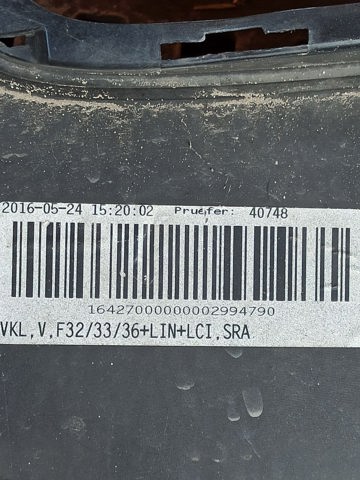 2016-05-24 15:20:02 Pruefer: 40748
16427000000002994790
VKL,V,F32/33/36+LIN+LCI,SRA